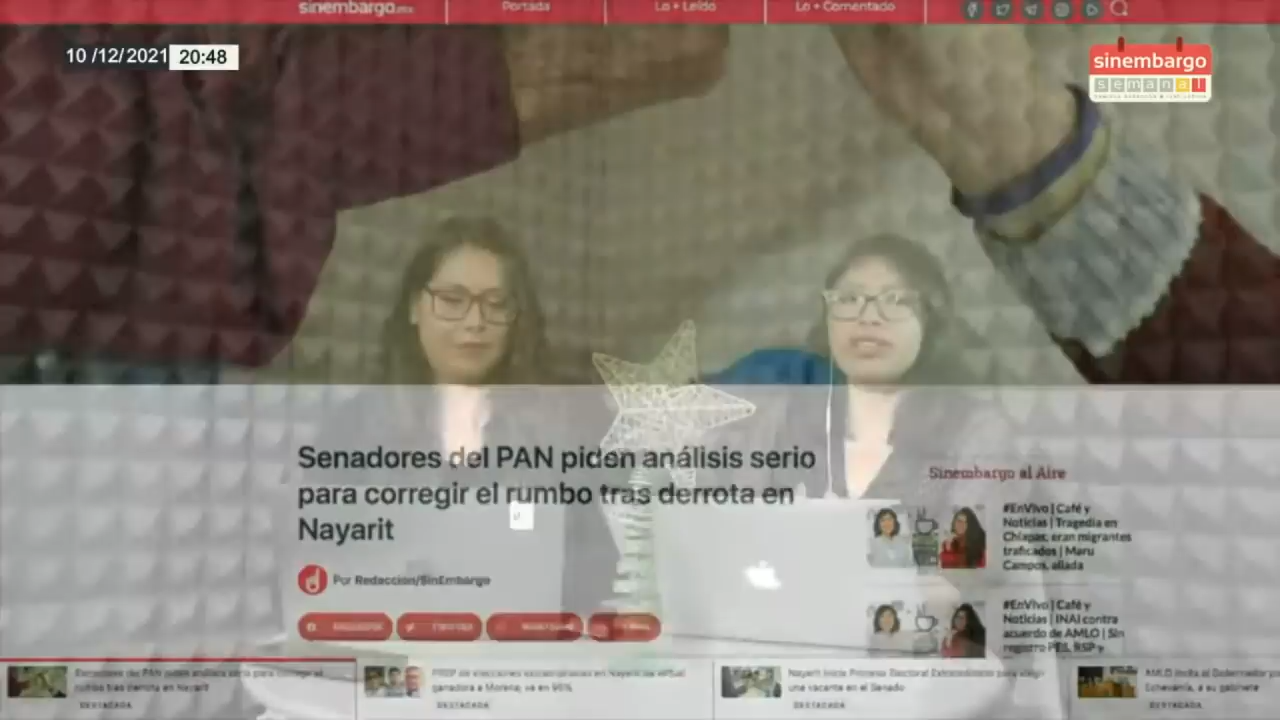 sinembargo.mx
Portada
Lo + Leído
Lo + Comentado
10 /12/2021 20:48
sinembargo
semanal
Senadores del PAN piden análisis serio
para corregir el rumbo tras derrota en
Nayarit
Por Redacción/SinEmbargo
Sinembargo al Aire
#EnVivo | Café y
Noticias | Tragedia en
Chiapas: eran migrantes
traficados | Maru
Campos, aliada
#EnVivo | Café y
Noticias | INAI contra
acuerdo de AMLO | Sin
registro PES, RSP y
Senadores del PAN piden análisis serio para corregir el
rumbo tras derrota en Nayarit
DESTACADA
PREP de elecciones extraordinarias en Nayarit da virtual
ganadora a Morena; va en 96%
DESTACADA
Nayarit inicia Proceso Electoral Extraordinario para elegir
una vacante en el Senado
DESTACADA
AMLO invita al Gobernador
Echevarría, a su gabinete
DESTACADA